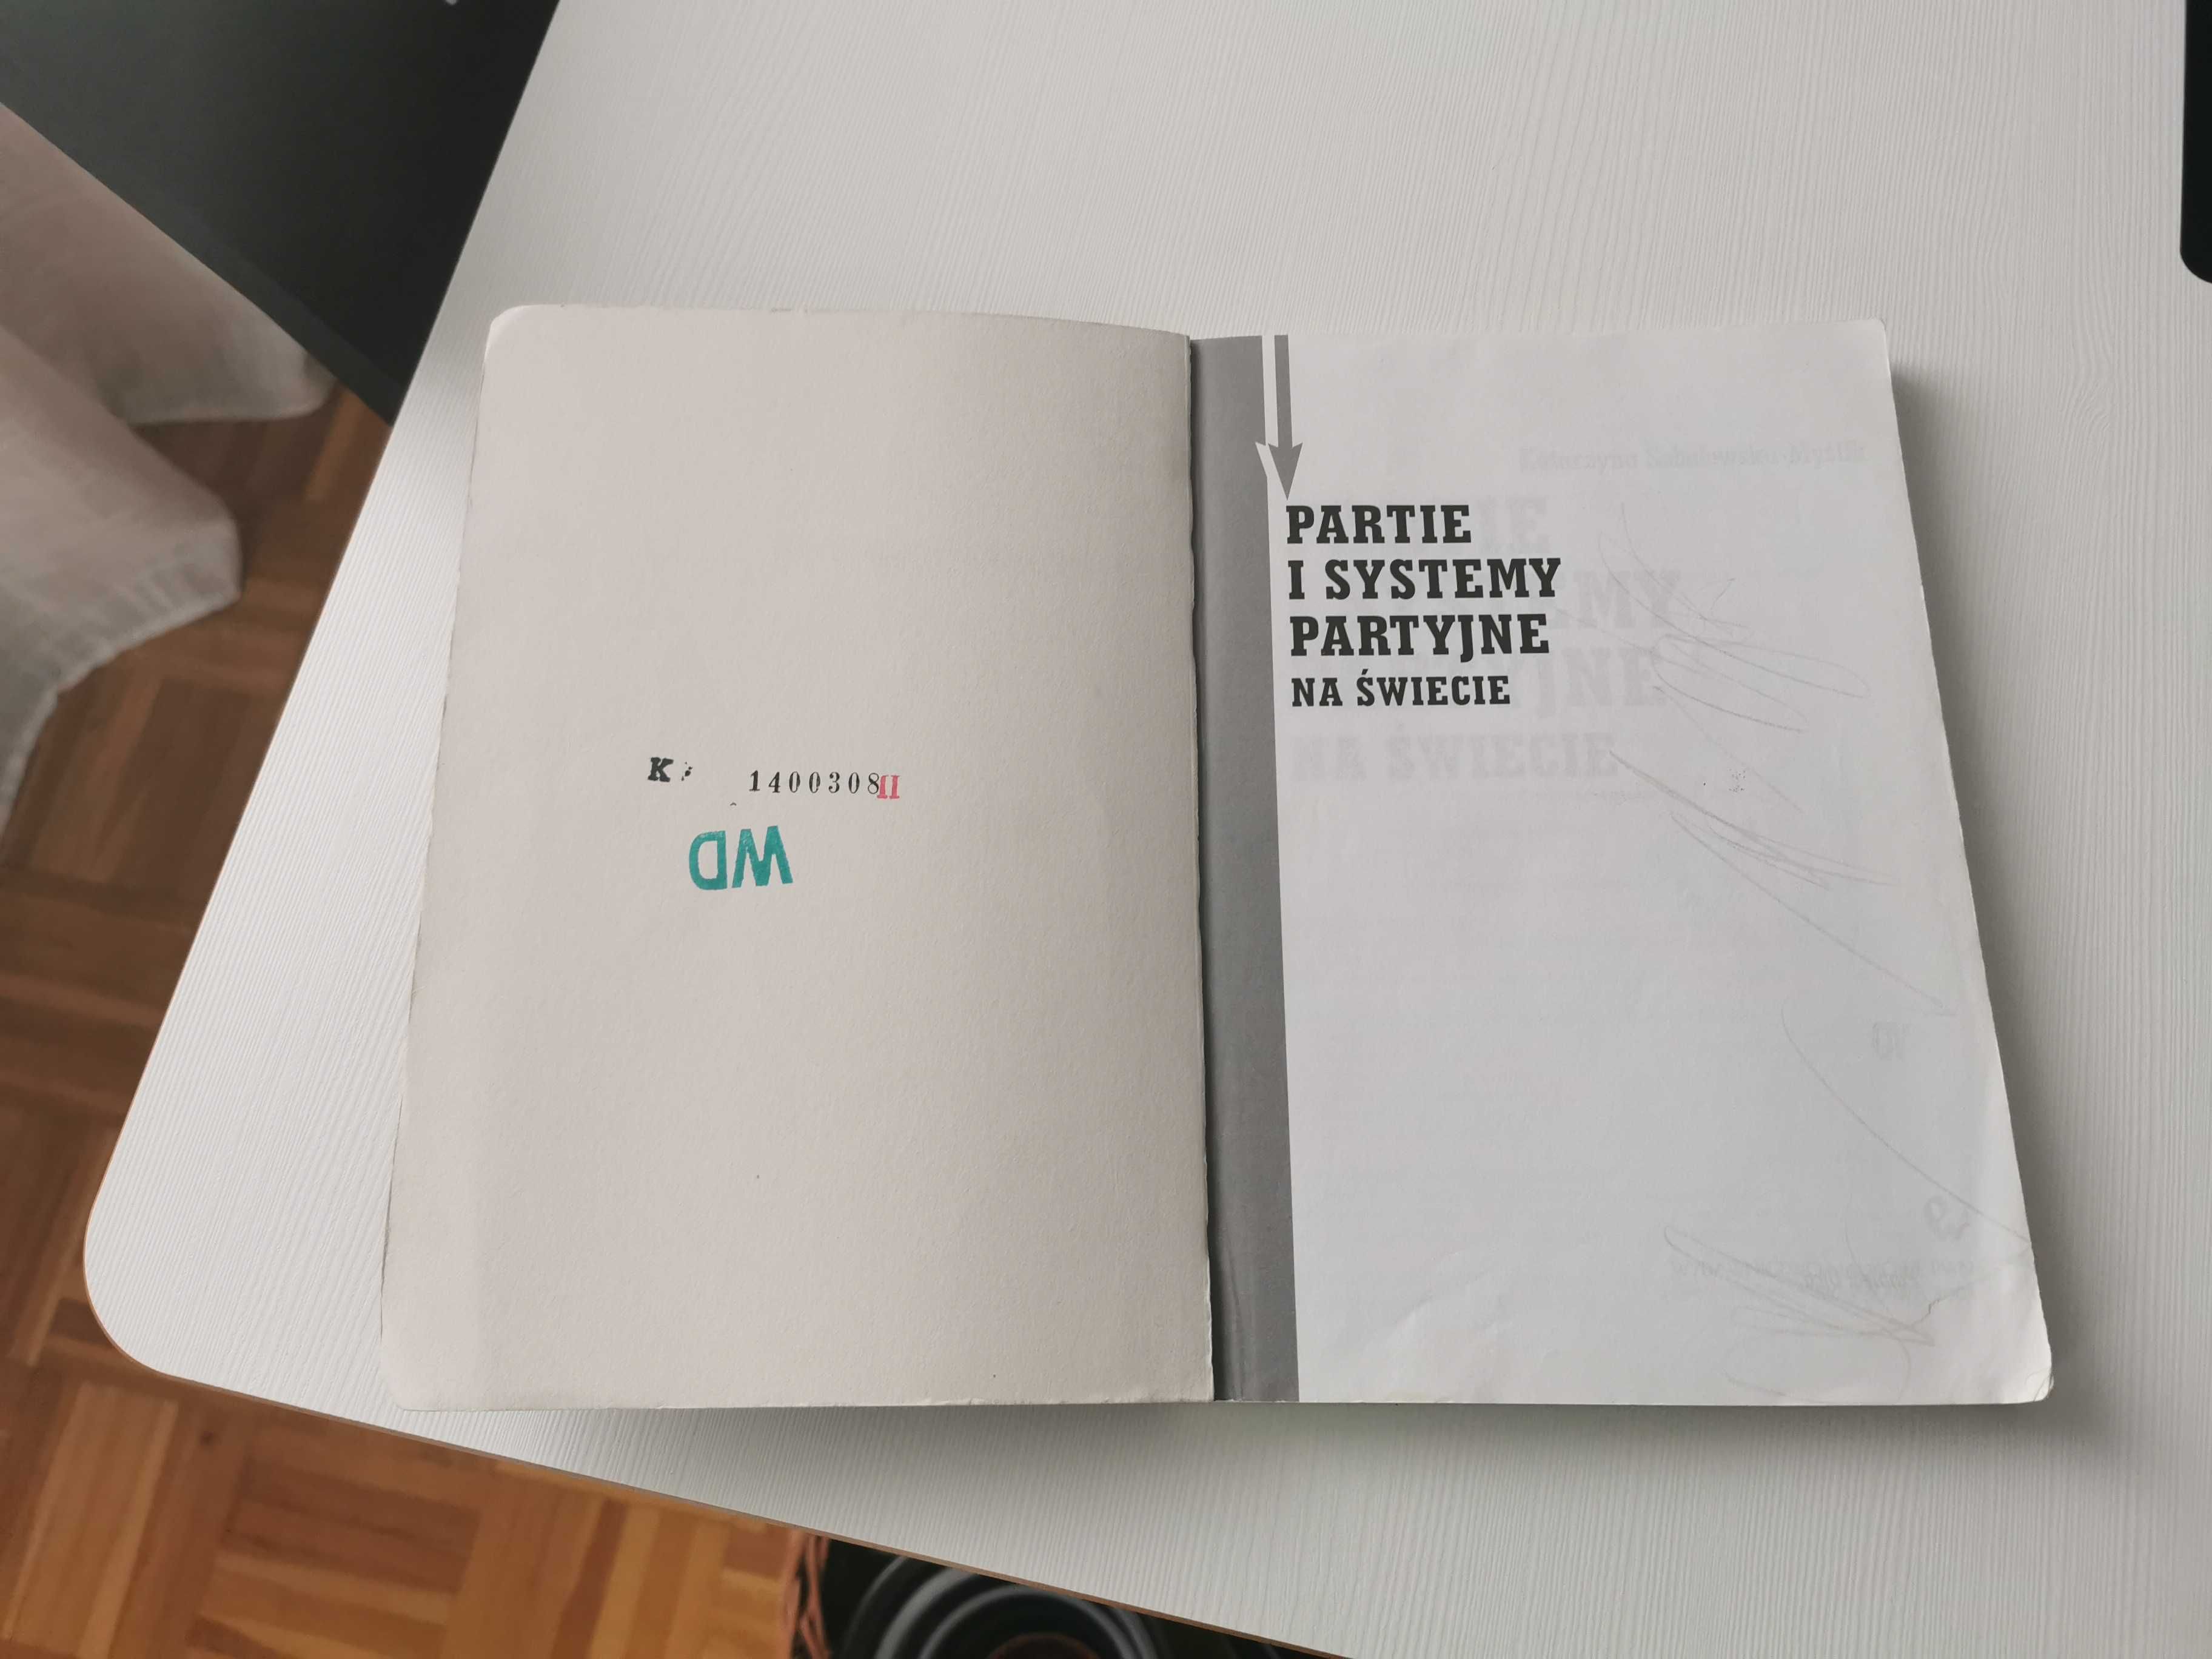 K 1400308II
WD
PARTIE
I SYSTEMY
PARTYJNE
NA ŚWIECIE